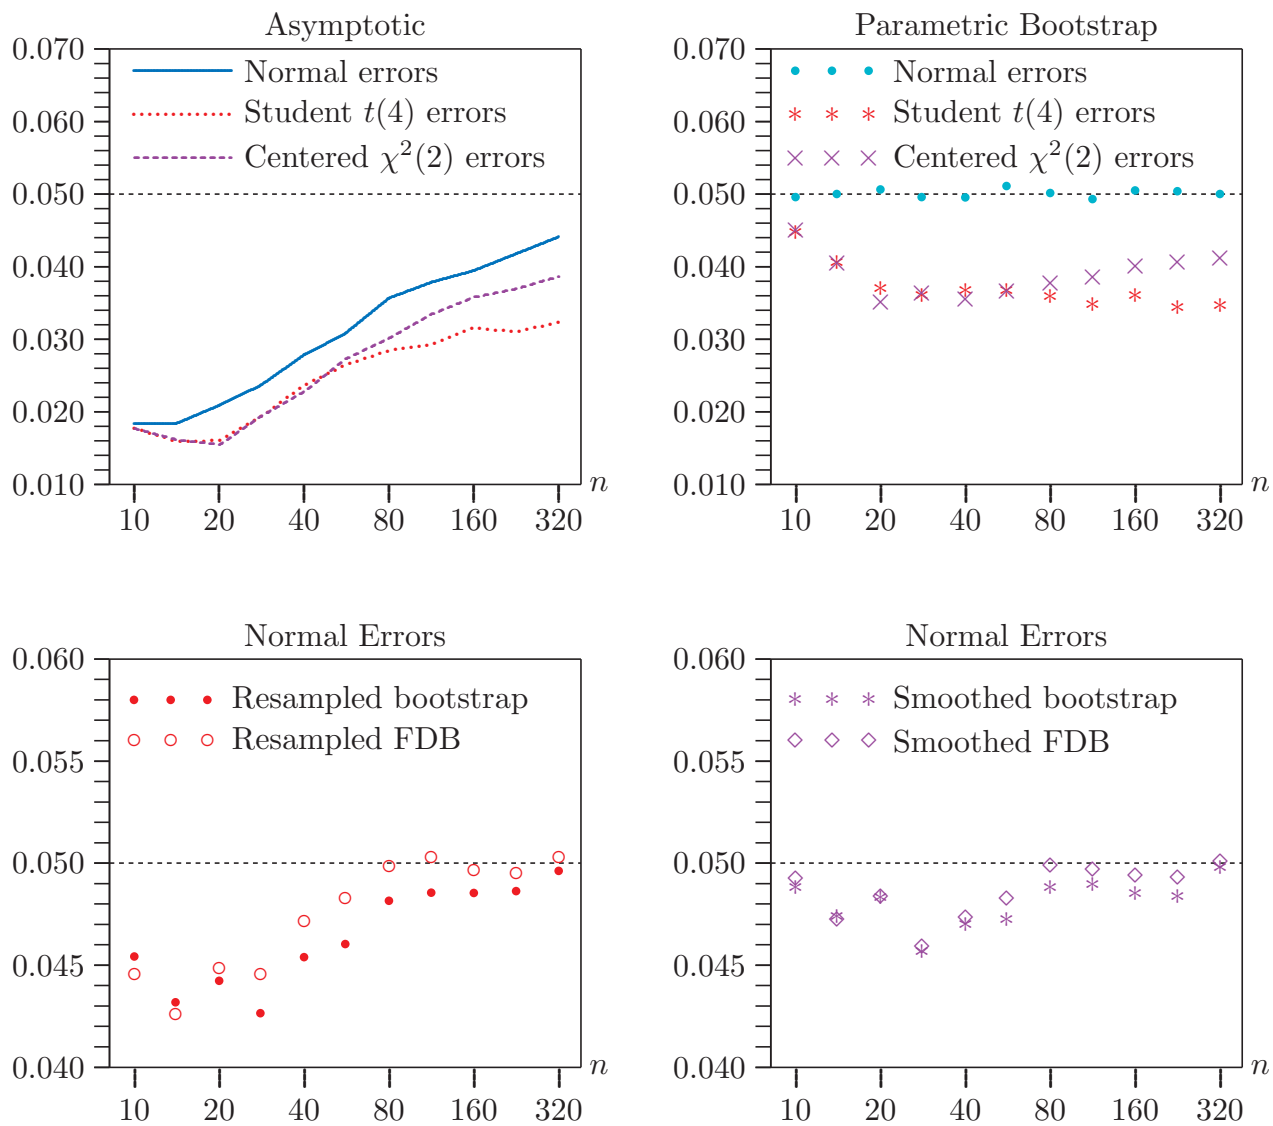 Asymptotic
0.070
0.060
0.050
0.040
0.030
0.020
0.010
Normal errors
Student t(4) errors
Centered χ²(2) errors
10 20 40 80 160 320
n
Parametric Bootstrap
0.070
0.060
0.050
0.040
0.030
0.020
0.010
Normal errors
Student t(4) errors
Centered χ²(2) errors
10 20 40 80 160 320
n
Normal Errors
0.060
0.055
0.050
0.045
0.040
Resampled bootstrap
Resampled FDB
10 20 40 80 160 320
n
Normal Errors
0.060
0.055
0.050
0.045
0.040
Smoothed bootstrap
Smoothed FDB
10 20 40 80 160 320
n